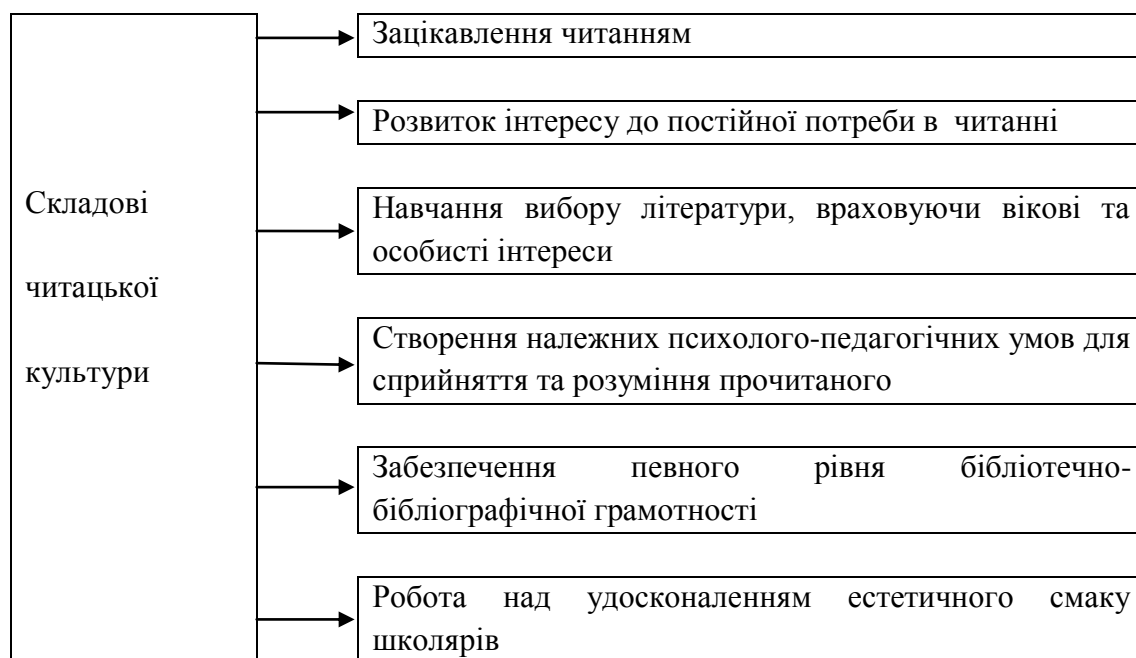 Складові
читацької
культури
Зацікавлення читанням
Розвиток інтересу до постійної потреби в читанні
Навчання вибору літератури, враховуючи вікові та
особисті інтереси
Створення належних психолого-педагогічних умов для
сприйняття та розуміння прочитаного
Забезпечення певного рівня бібліотечно-
бібліографічної грамотності
Робота над удосконаленням естетичного смаку
школярів